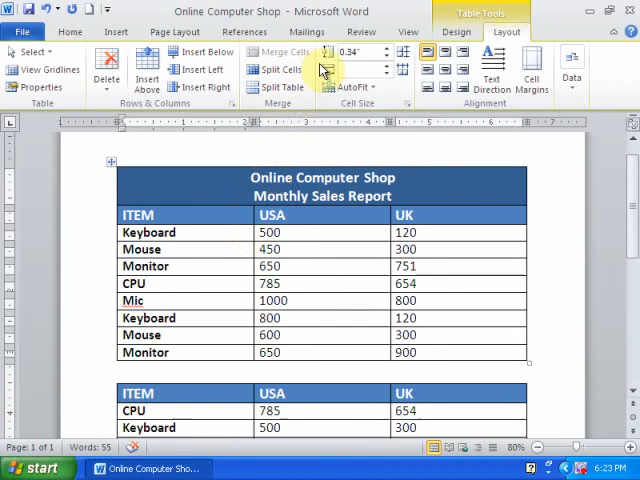 Online Computer Shop - Microsoft Word
Table Tools
File Home Insert Page Layout References Mailings Review View Design Layout
Select
View Gridlines
Properties
Table
Delete
Insert Above
Insert Below
Insert Left
Insert Right
Rows & Columns
Merge Cells
Split Cells
Split Table
Merge
0.34"
AutoFit
Cell Size
Text Direction
Cell Margins
Alignment
Data
Online Computer Shop
Monthly Sales Report
ITEM USA UK
Keyboard 500 120
Mouse 450 300
Monitor 650 751
CPU 785 654
Mic 1000 800
Keyboard 800 120
Mouse 600 300
Monitor 650 900
ITEM USA UK
CPU 785 654
Keyboard 500 300
Page: 1 of 1 Words: 55 80%
start Online Computer Sho... 6:23 PM